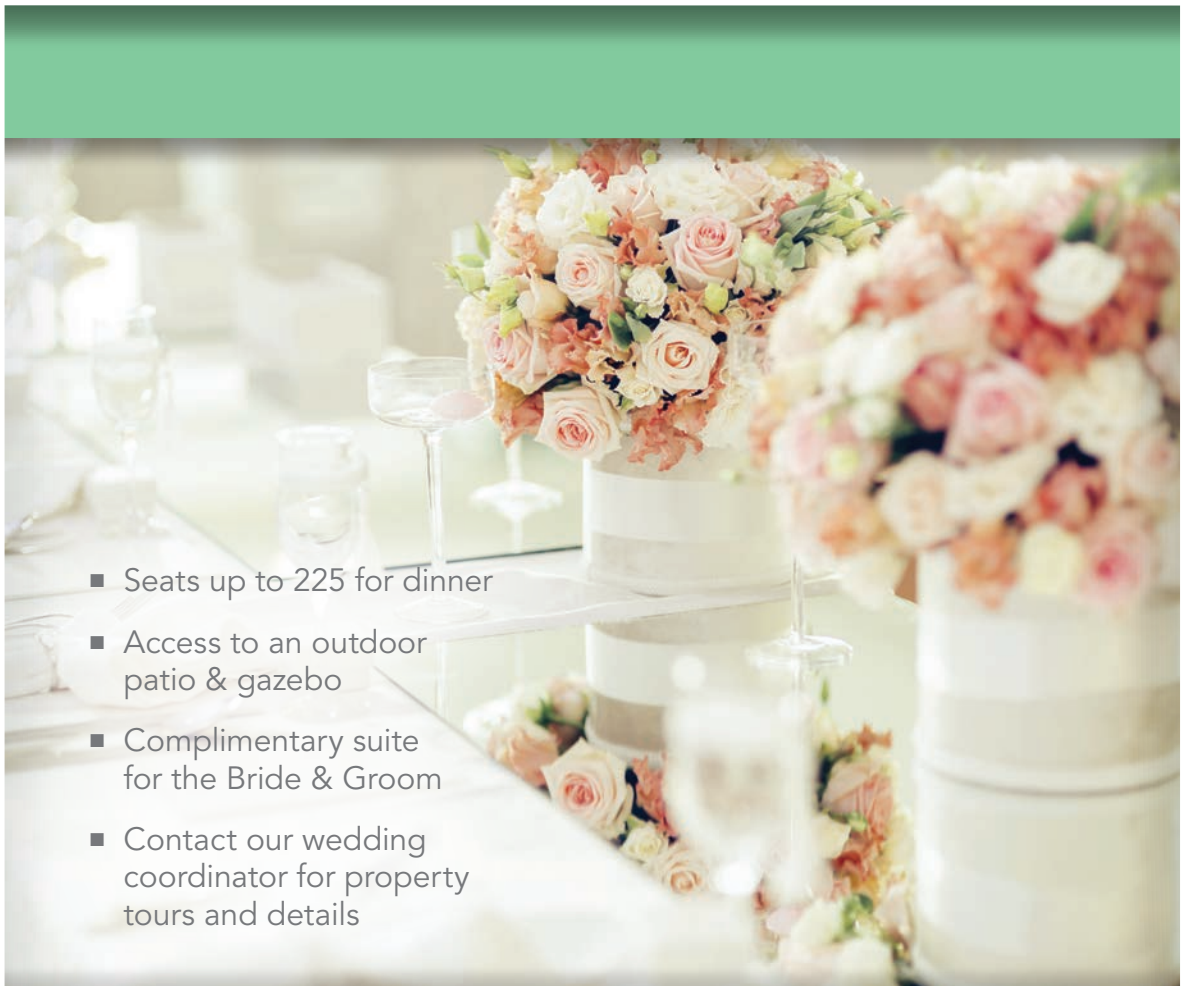 ■ Seats up to 225 for dinner
■ Access to an outdoor
patio & gazebo
■ Complimentary suite
for the Bride & Groom
■ Contact our wedding
coordinator for property
tours and details